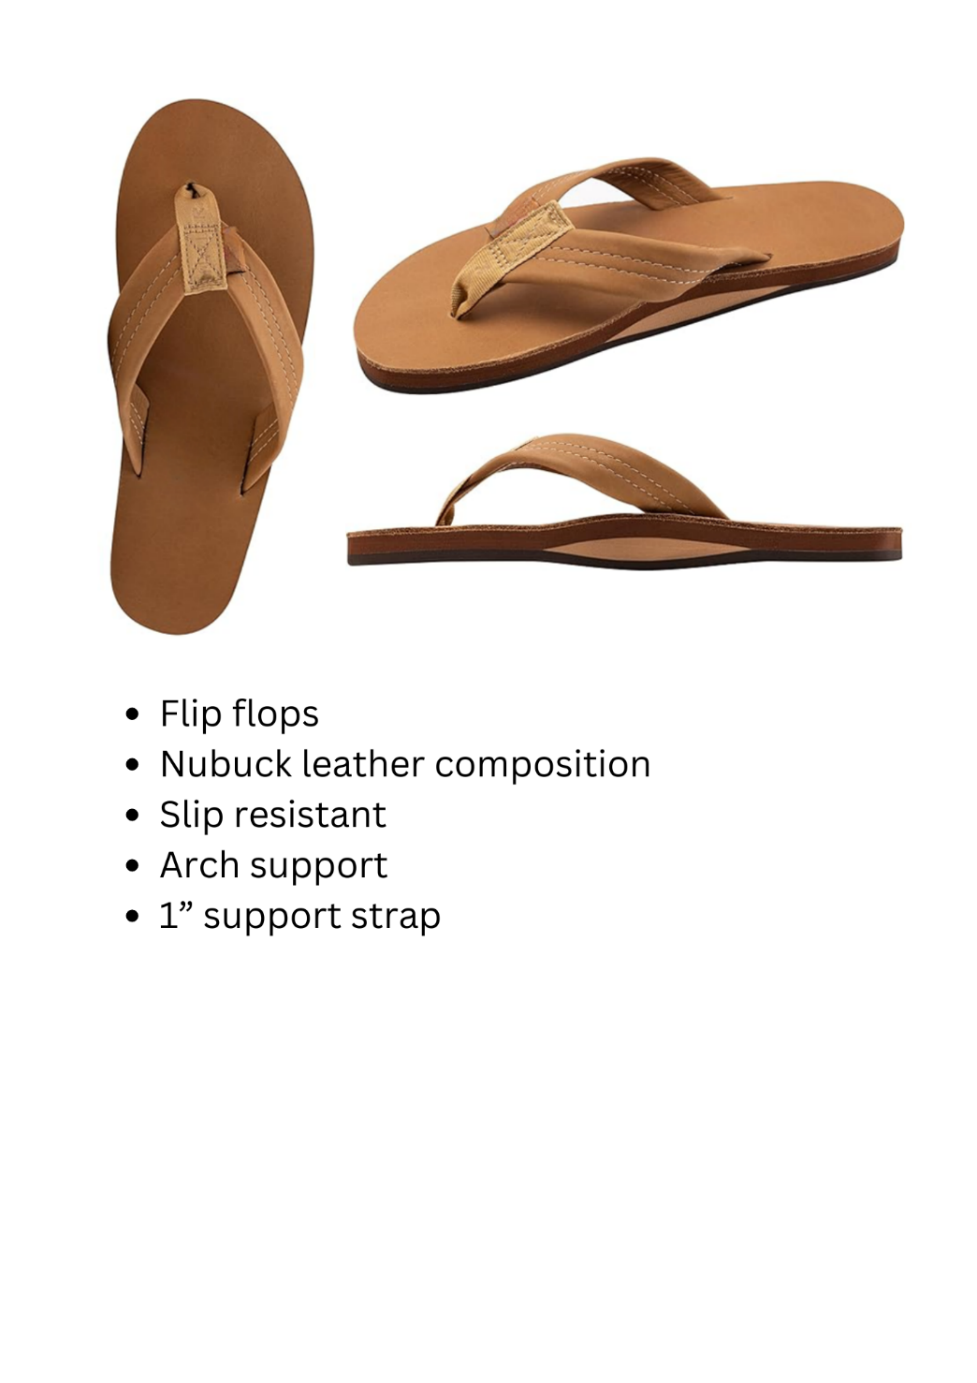 • Flip flops
• Nubuck leather composition
• Slip resistant
• Arch support
• 1” support strap